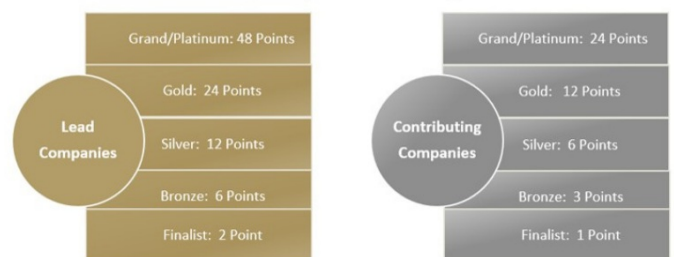 Lead
Companies
Grand/Platinum: 48 Points
Gold: 24 Points
Silver: 12 Points
Bronze: 6 Points
Finalist: 2 Point
Contributing
Companies
Grand/Platinum: 24 Points
Gold: 12 Points
Silver: 6 Points
Bronze: 3 Points
Finalist: 1 Point